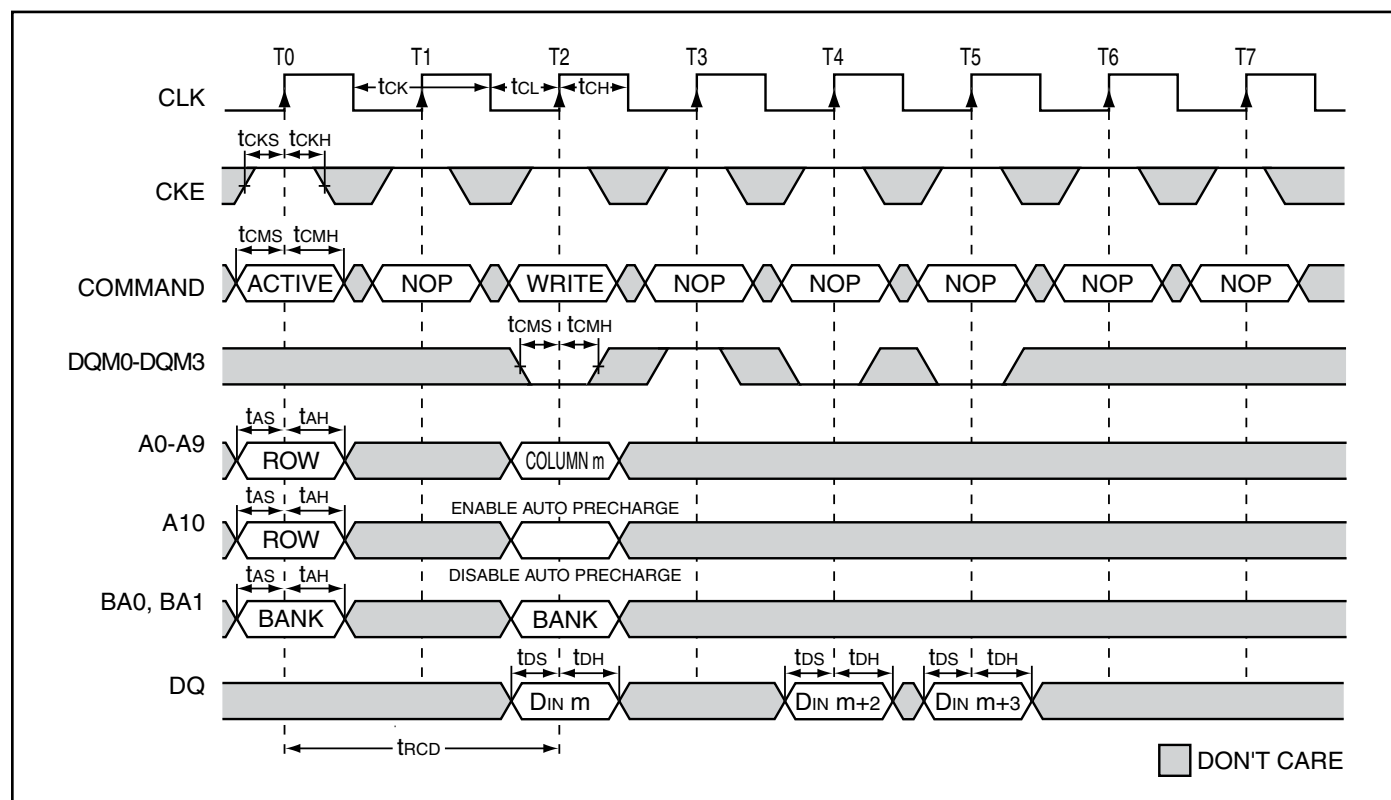 T0 T1 T2 T3 T4 T5 T6 T7
CLK
tCK tCL tCH
tCKS tCKH
CKE
tCMS tCMH
COMMAND ACTIVE NOP WRITE NOP NOP NOP NOP NOP
tCMS tCMH
DQM0-DQM3
tAS tAH
A0-A9 ROW COLUMN m
tAS tAH ENABLE AUTO PRECHARGE
A10 ROW
tAS tAH DISABLE AUTO PRECHARGE
BA0, BA1 BANK BANK
tDS tDH tDS tDH tDS tDH
DQ DIN m DIN m+2 DIN m+3
tRCD
DON'T CARE